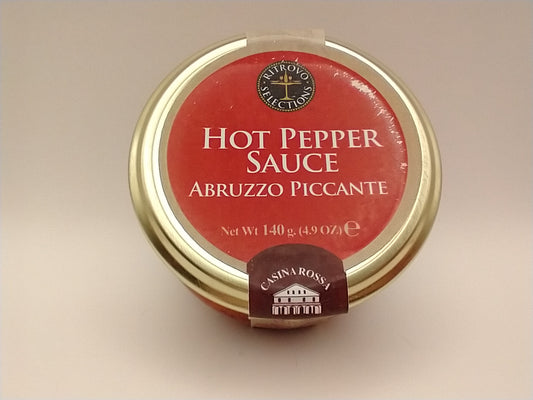 RITROVO
SELECTIONS
HOT PEPPER
SAUCE
ABRUZZO PICCANTE
NET WT 140 g. (4.9 OZ) ℮
CASINA ROSSA